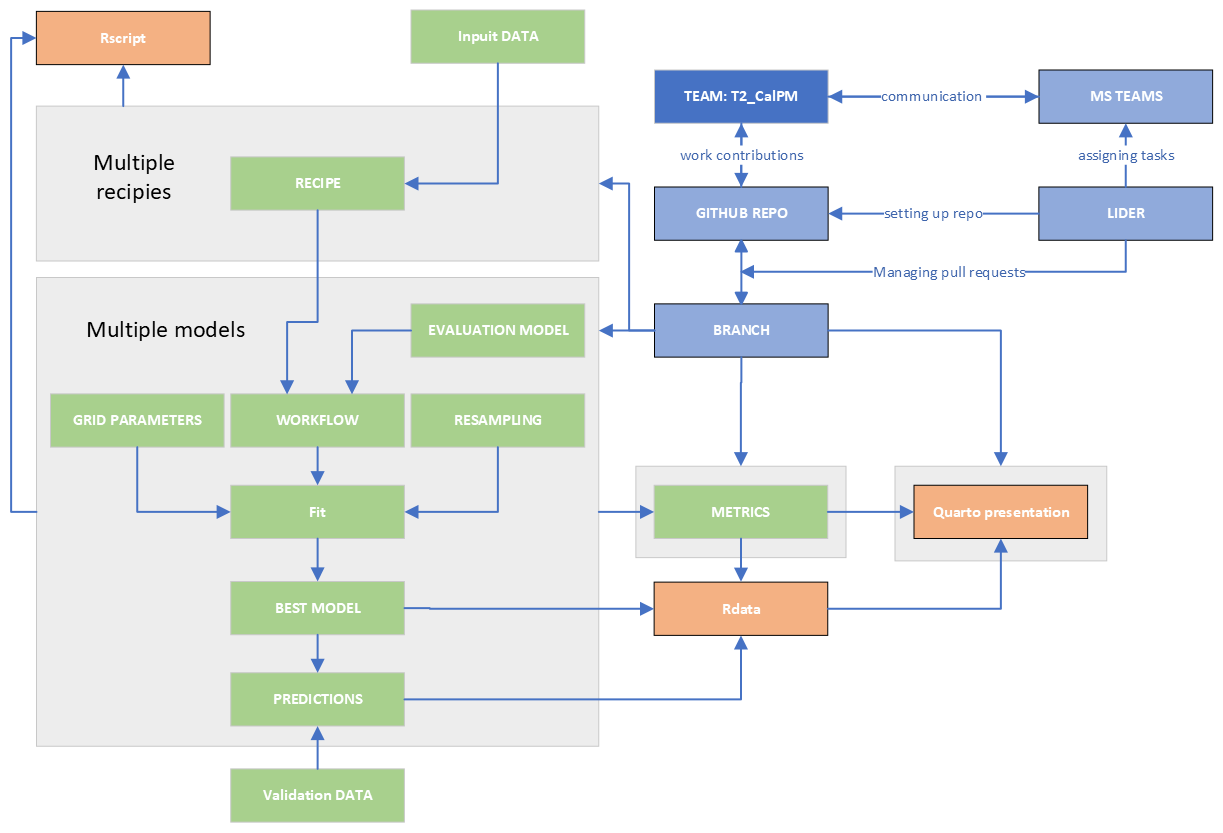 Rscript
Inpuit DATA
TEAM: T2_CalPM
communication
MS TEAMS
Multiple
recipies
RECIPE
work contributions
assigning tasks
GITHUB REPO
setting up repo
LIDER
Managing pull requests
Multiple models
EVALUATION MODEL
BRANCH
GRID PARAMETERS
WORKFLOW
RESAMPLING
Fit
METRICS
Quarto presentation
BEST MODEL
Rdata
PREDICTIONS
Validation DATA